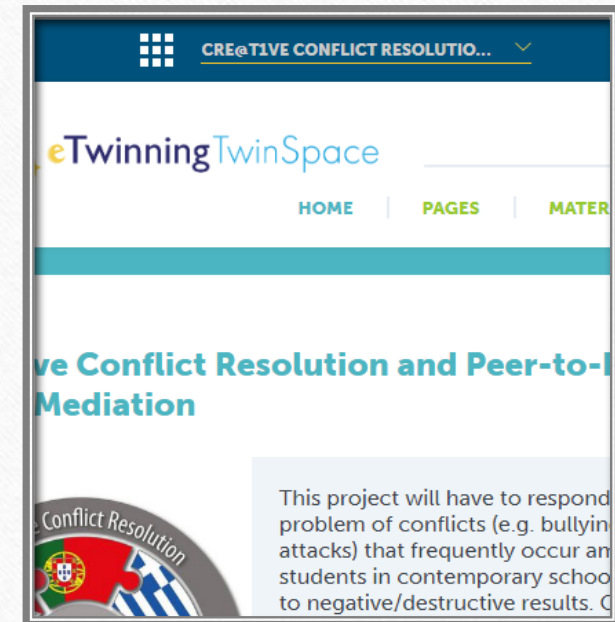 CRE@T1VE CONFLICT RESOLUTIO...
eTwinning TwinSpace
HOME PAGES MATER
ve Conflict Resolution and Peer-to-
Mediation
Conflict Resolution
This project will have to respond
problem of conflicts (e.g. bullyin
attacks) that frequently occur am
students in contemporary schoo
to negative/destructive results. C